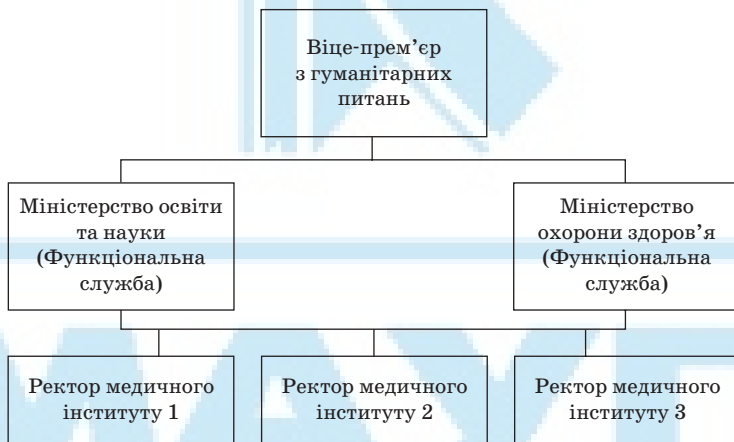 Віце-прем’єр
з гуманітарних
питань
Міністерство освіти
та науки
(Функціональна
служба)
Міністерство
охорони здоров’я
(Функціональна
служба)
Ректор медичного
інституту 1
Ректор медичного
інституту 2
Ректор медичного
інституту 3